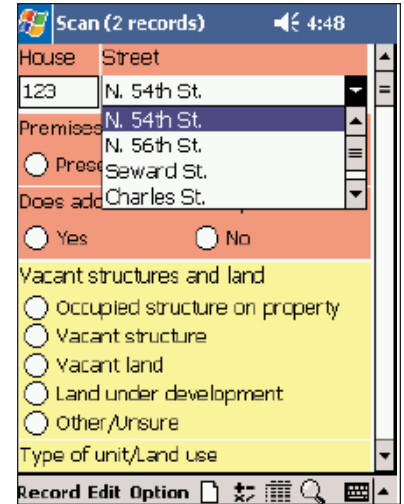 Scan (2 records) 4:48
House Street
123 N. 54th St.
N. 54th St.
Premises
N. 56th St.
Seward St.
Does
Charles St.
Yes No
Vacant structures and land
Occupied structure on property
Vacant structure
Vacant land
Land under development
Other/Unsure
Type of unit/Land use
Record Edit Option